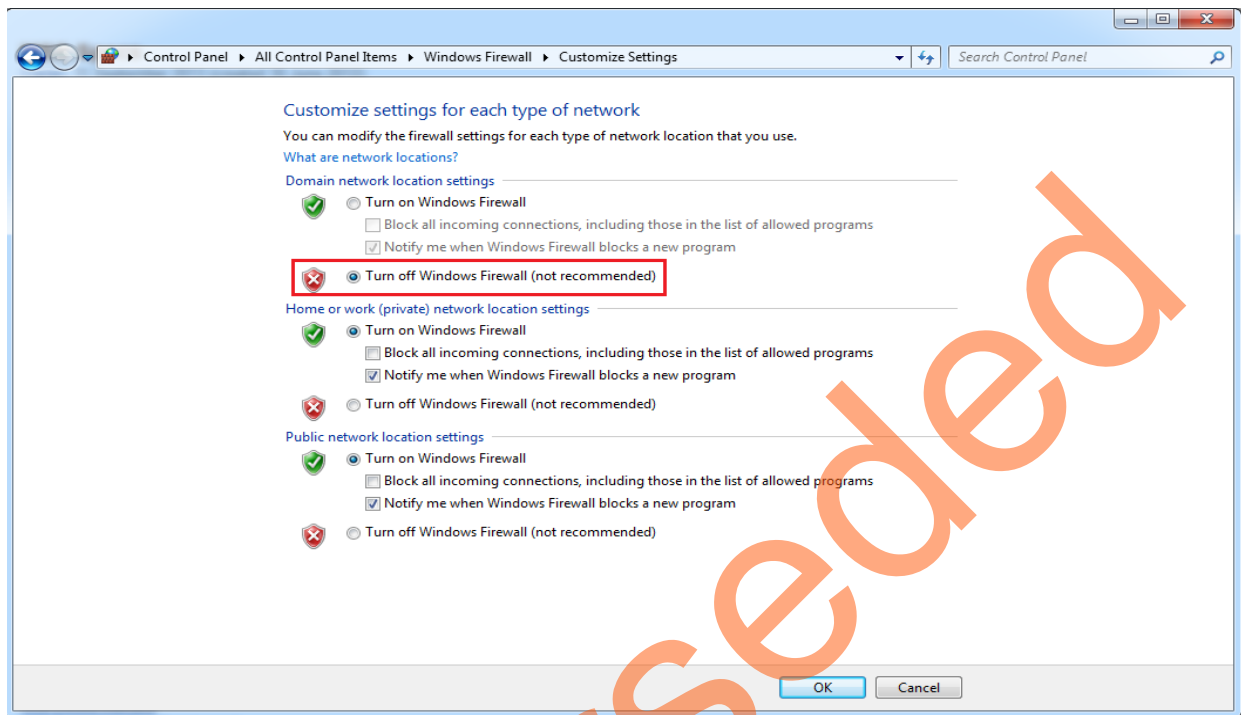 Control Panel ▸ All Control Panel Items ▸ Windows Firewall ▸ Customize Settings
Search Control Panel
Customize settings for each type of network
You can modify the firewall settings for each type of network location that you use.
What are network locations?
Domain network location settings
Turn on Windows Firewall
Block all incoming connections, including those in the list of allowed programs
Notify me when Windows Firewall blocks a new program
Turn off Windows Firewall (not recommended)
Home or work (private) network location settings
Turn on Windows Firewall
Block all incoming connections, including those in the list of allowed programs
Notify me when Windows Firewall blocks a new program
Turn off Windows Firewall (not recommended)
Public network location settings
Turn on Windows Firewall
Block all incoming connections, including those in the list of allowed programs
Notify me when Windows Firewall blocks a new program
Turn off Windows Firewall (not recommended)
OK Cancel
seded